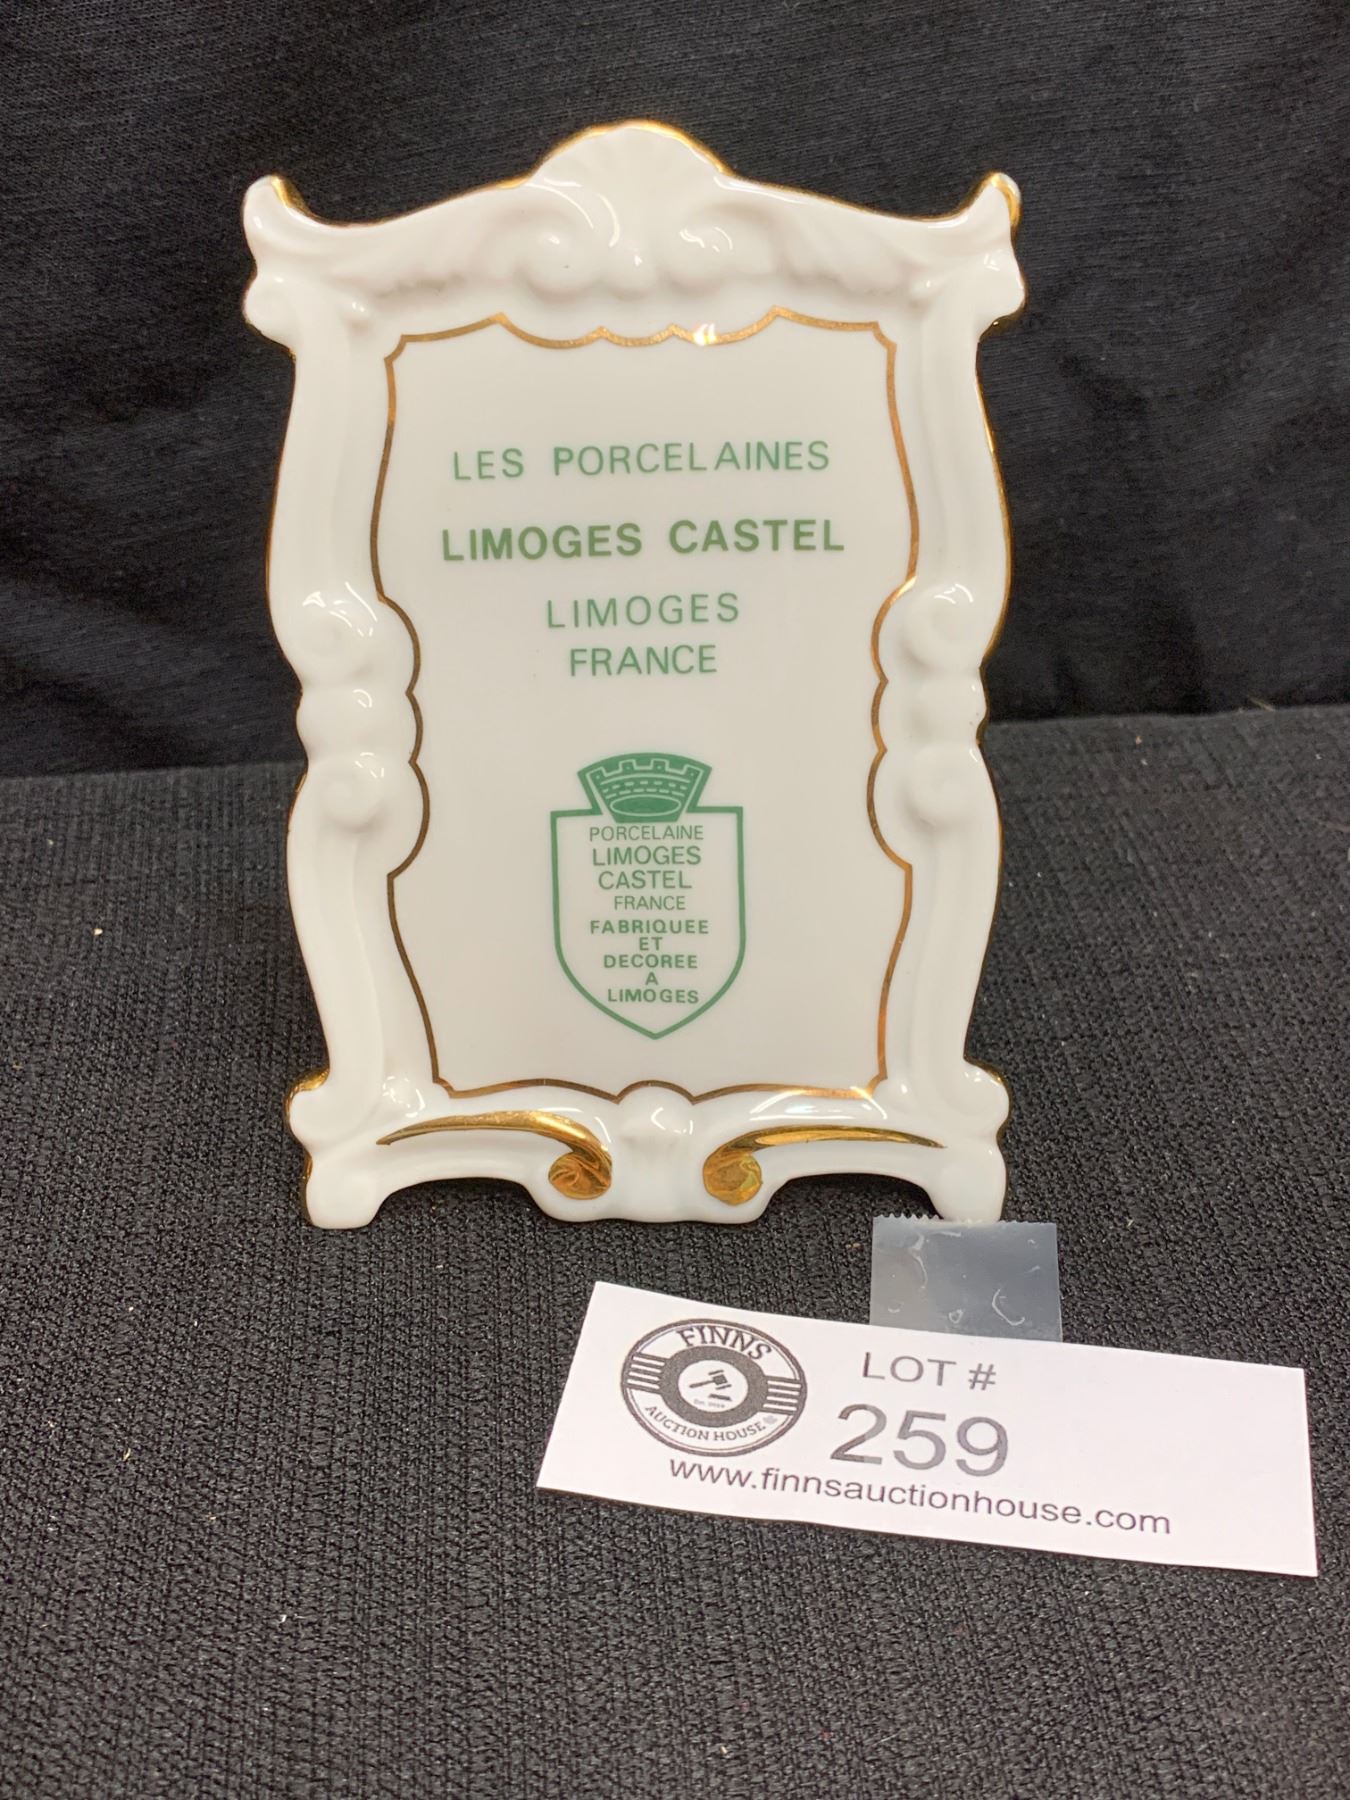 LES PORCELAINES
LIMOGES CASTEL
LIMOGES
FRANCE
PORCELAINE
LIMOGES
CASTEL
FRANCE
FABRIQUEE
ET
DECOREE
A
LIMOGES
FINNS
AUCTION HOUSE
LOT #
259
www.finnsauctionhouse.com